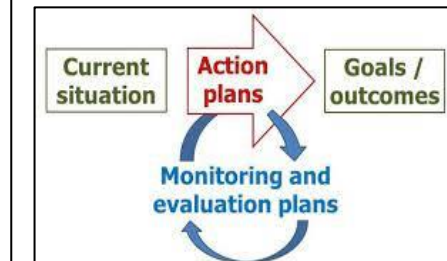 Current
situation
Action
plans
Goals /
outcomes
Monitoring and
evaluation plans